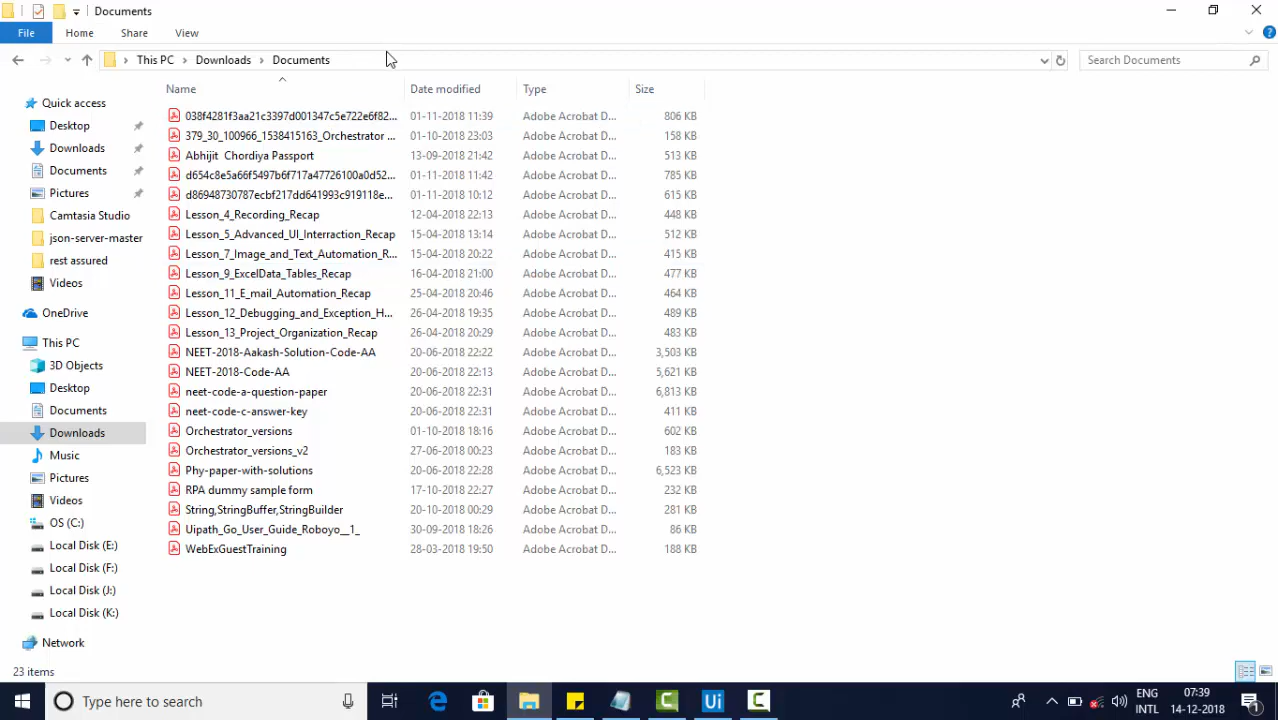 Documents
File Home Share View
This PC Downloads Documents Search Documents
Name Date modified Type Size
Quick access
Desktop
Downloads
Documents
Pictures
Camtasia Studio
json-server-master
rest assured
Videos
OneDrive
This PC
3D Objects
Desktop
Documents
Downloads
Music
Pictures
Videos
OS (C:)
Local Disk (E:)
Local Disk (F:)
Local Disk (J:)
Local Disk (K:)
Network
038f4281f3aa21c3397d001347c5e722e6f82... 01-11-2018 11:39 Adobe Acrobat D... 806 KB
379_30_100966_1538415163_Orchestrator ... 01-10-2018 23:03 Adobe Acrobat D... 158 KB
Abhijit Chordiya Passport 13-09-2018 21:42 Adobe Acrobat D... 513 KB
d654c8e5a66f5497b6f717a47726100a0d52... 01-11-2018 11:42 Adobe Acrobat D... 785 KB
d86948730787ecbf217dd641993c919118e... 01-11-2018 10:12 Adobe Acrobat D... 615 KB
Lesson_4_Recording_Recap 12-04-2018 22:13 Adobe Acrobat D... 448 KB
Lesson_5_Advanced_UI_Interraction_Recap 15-04-2018 13:14 Adobe Acrobat D... 512 KB
Lesson_7_Image_and_Text_Automation_R... 15-04-2018 20:22 Adobe Acrobat D... 415 KB
Lesson_9_ExcelData_Tables_Recap 16-04-2018 21:00 Adobe Acrobat D... 477 KB
Lesson_11_E_mail_Automation_Recap 25-04-2018 20:46 Adobe Acrobat D... 464 KB
Lesson_12_Debugging_and_Exception_H... 26-04-2018 19:35 Adobe Acrobat D... 489 KB
Lesson_13_Project_Organization_Recap 26-04-2018 20:29 Adobe Acrobat D... 483 KB
NEET-2018-Aakash-Solution-Code-AA 20-06-2018 22:22 Adobe Acrobat D... 3,503 KB
NEET-2018-Code-AA 20-06-2018 22:13 Adobe Acrobat D... 5,621 KB
neet-code-a-question-paper 20-06-2018 22:31 Adobe Acrobat D... 6,813 KB
neet-code-c-answer-key 20-06-2018 22:31 Adobe Acrobat D... 411 KB
Orchestrator_versions 01-10-2018 18:16 Adobe Acrobat D... 602 KB
Orchestrator_versions_v2 27-06-2018 00:23 Adobe Acrobat D... 183 KB
Phy-paper-with-solutions 20-06-2018 22:28 Adobe Acrobat D... 6,523 KB
RPA dummy sample form 17-10-2018 22:27 Adobe Acrobat D... 232 KB
String,StringBuffer,StringBuilder 20-10-2018 00:29 Adobe Acrobat D... 281 KB
Uipath_Go_User_Guide_Roboyo__1_ 30-09-2018 18:26 Adobe Acrobat D... 86 KB
WebExGuestTraining 28-03-2018 19:50 Adobe Acrobat D... 188 KB
23 items
Type here to search
Ui
ENG 07:39
INTL 14-12-2018
1